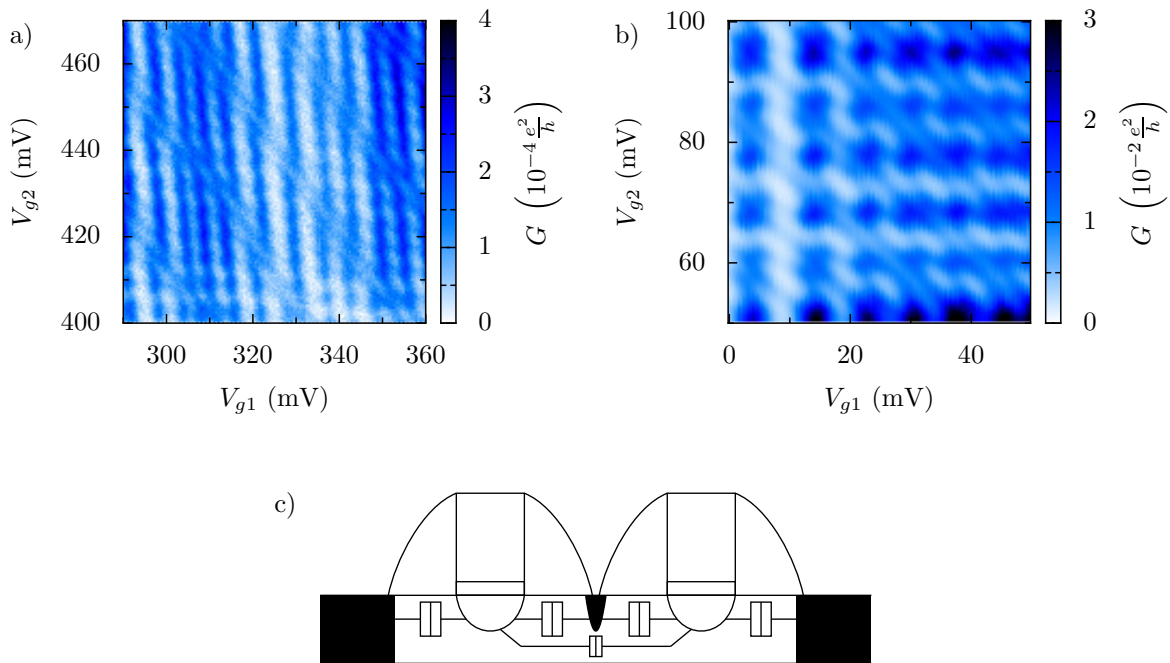 a)
460
440
420
400
V_{g2} (mV)
300 320 340 360
V_{g1} (mV)
4
3
2
1
0
G (10^{-4} \frac{e^2}{h})
b)
100
80
60
V_{g2} (mV)
0 20 40
V_{g1} (mV)
3
2
1
0
G (10^{-2} \frac{e^2}{h})
c)